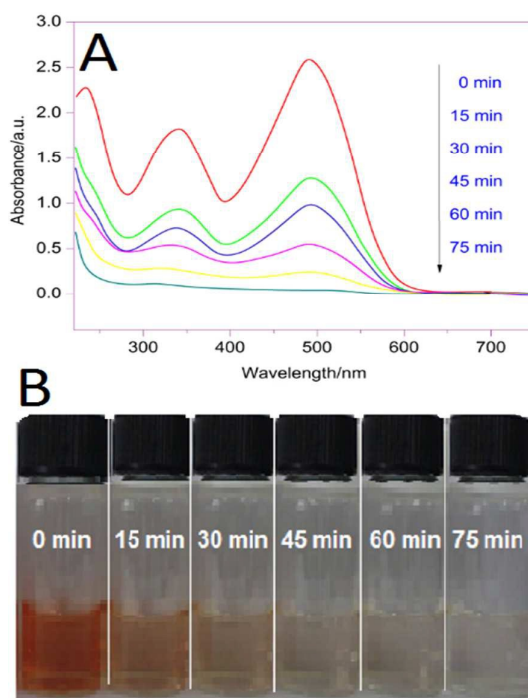 A
3.0
2.5
2.0
1.5
1.0
0.5
0.0
Absorbance/a.u.
0 min
15 min
30 min
45 min
60 min
75 min
300 400 500 600 700
Wavelength/nm
B
0 min 15 min 30 min 45 min 60 min 75 min